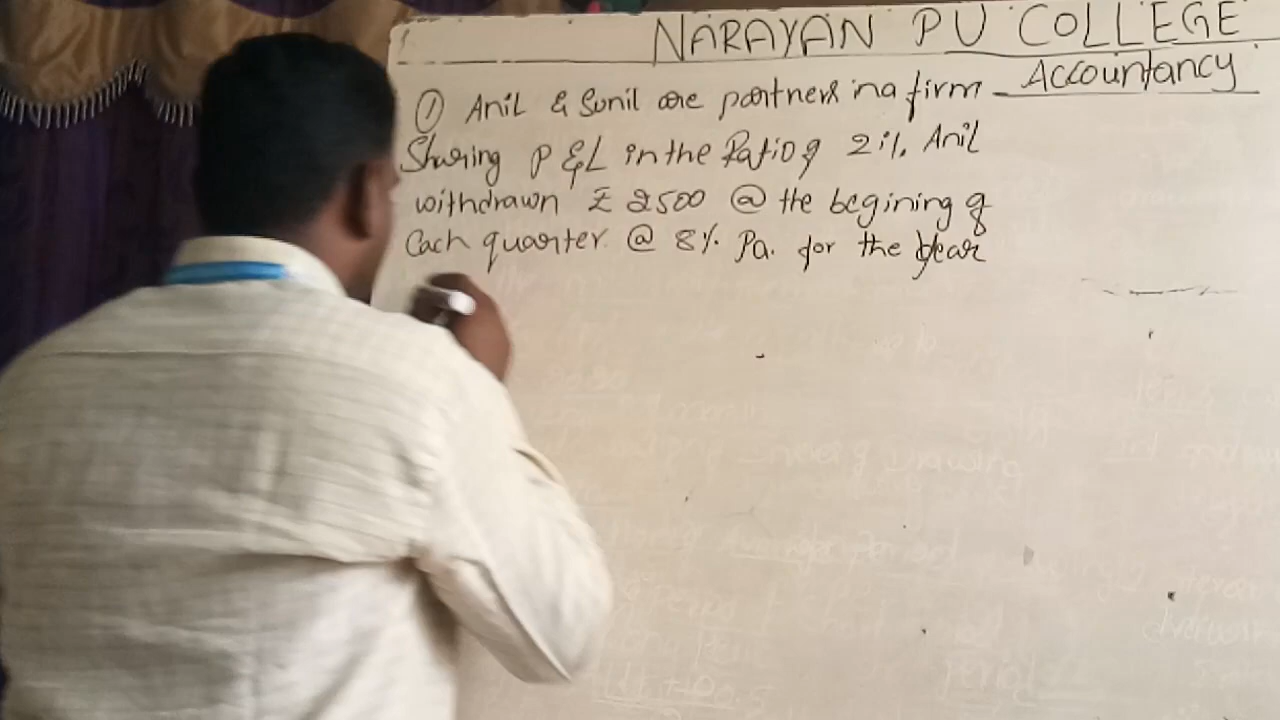 NARAYAN PU COLLEGE
Accountancy
① Anil & Sunil are partners in a firm
Sharing P & L in the Ratio of 2:1. Anil
withdrawn ₹ 2500 @ the begining of
Each quarter @ 8% Pa. for the Year